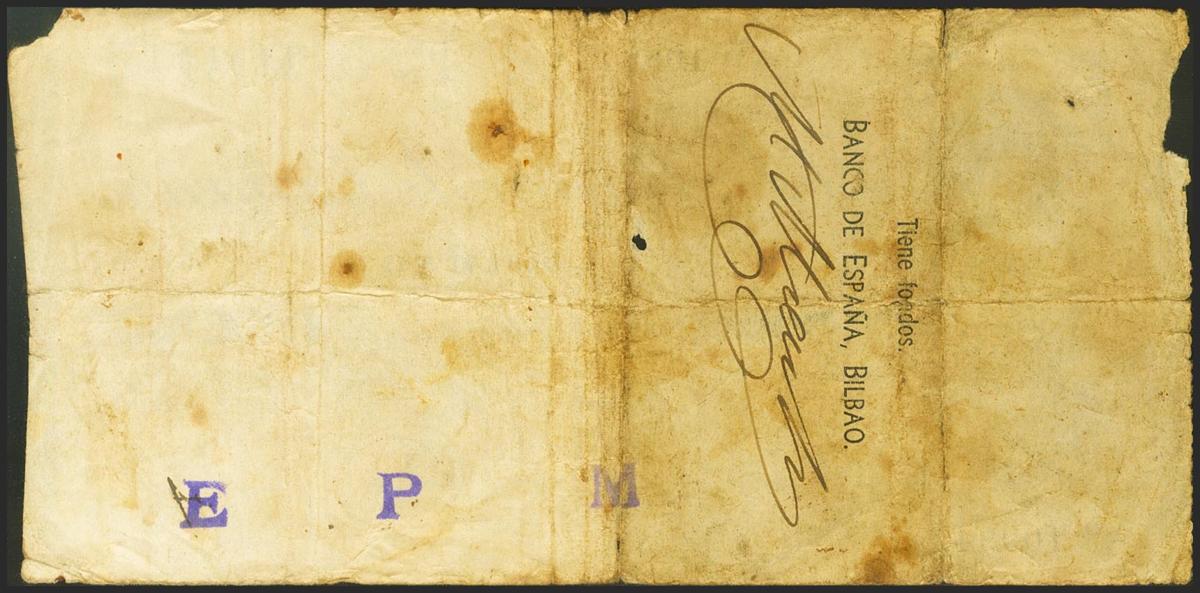 Tiene fondos.
BANCO DE ESPAÑA, BILBAO.
E P M